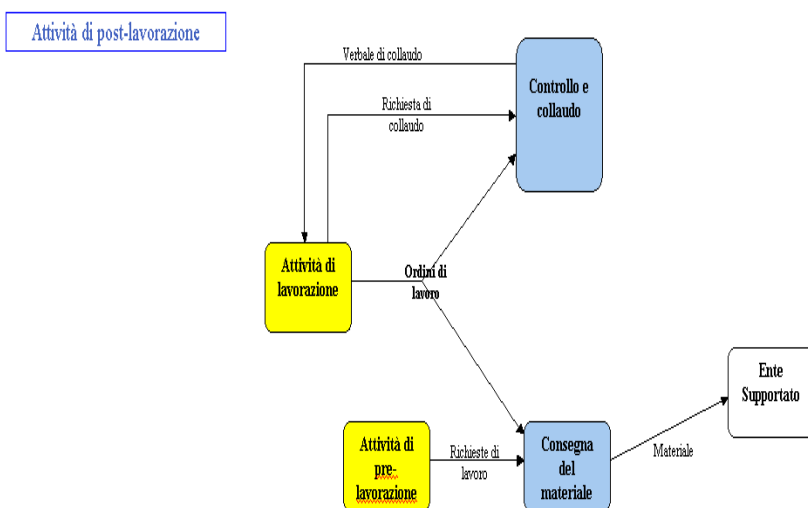 Attività di post-lavorazione
Verbale di collaudo
Controllo e
collaudo
Richiesta di
collaudo
Attività di
lavorazione
Ordini di
lavoro
Ente
Supportato
Attività di
pre-
lavorazione
Richieste di
lavoro
Consegna
del
materiale
Materiale